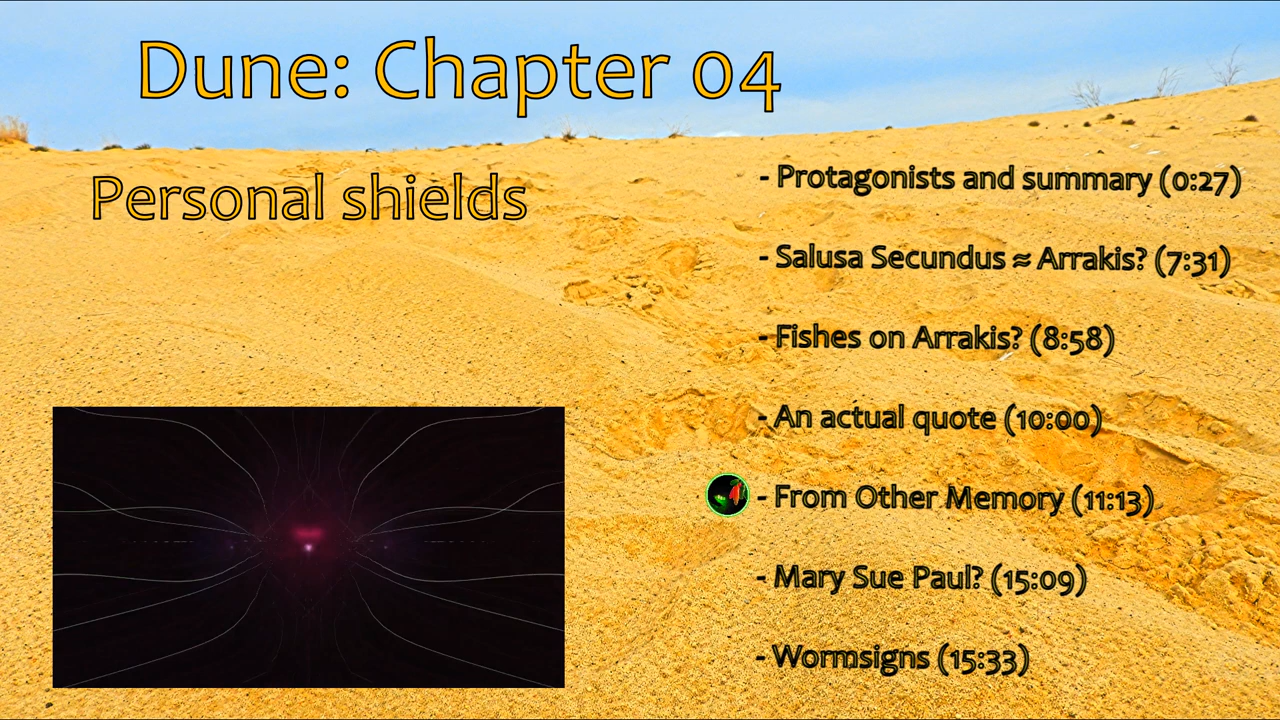 Dune: Chapter 04
Personal shields
- Protagonists and summary (0:27)
- Salusa Secundus ≈ Arrakis? (7:31)
- Fishes on Arrakis? (8:58)
- An actual quote (10:00)
- From Other Memory (11:13)
- Mary Sue Paul? (15:09)
- Wormsigns (15:33)